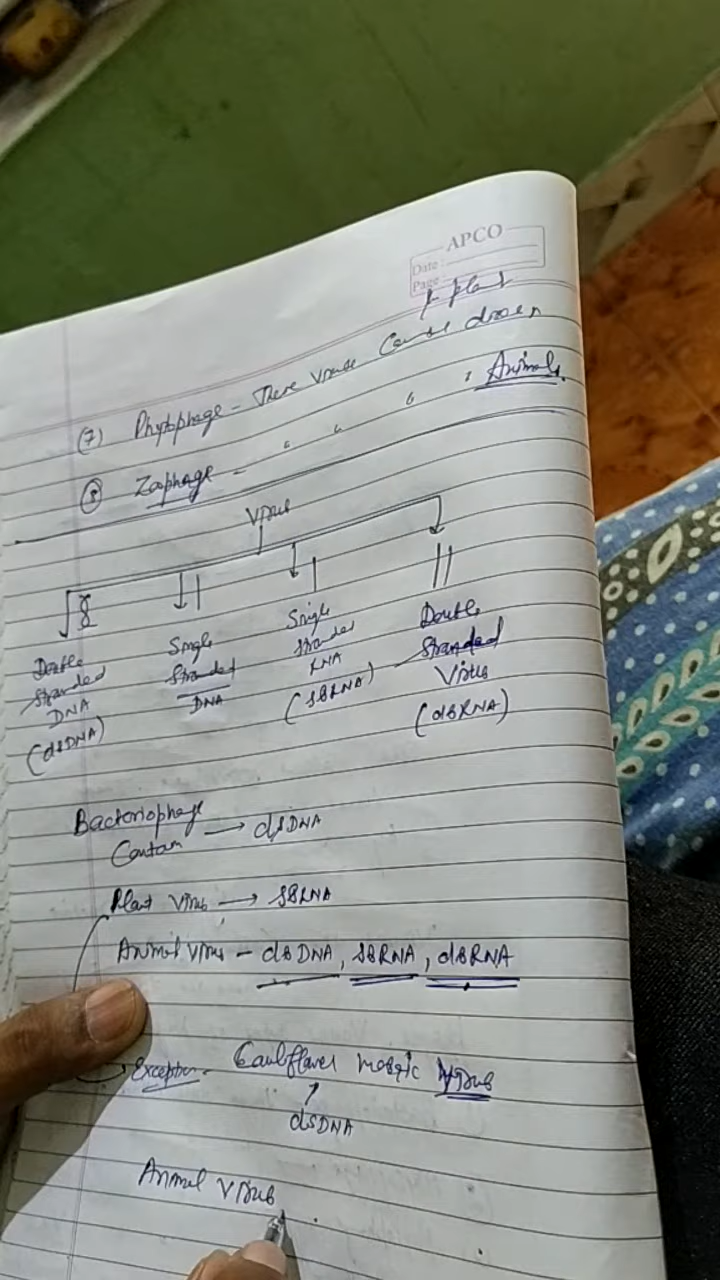 APCO
Date :
Page :
plant
(7) Phytophage - There Virus Cause
(8) Zoophage - " " " : Animals.
Virus
Double
Stranded
DNA
(dsDNA)
Single
Stranded
DNA
Single
Stranded
RNA
(SSRNA)
Double
Stranded
Virus
(dsRNA)
Bacteriophage
Contain → dsDNA
Plant Virus → SSRNA
Animal virus - dsDNA, SSRNA, dsRNA
Exception - Cauliflower mosaic Virus
dsDNA
Animal virus